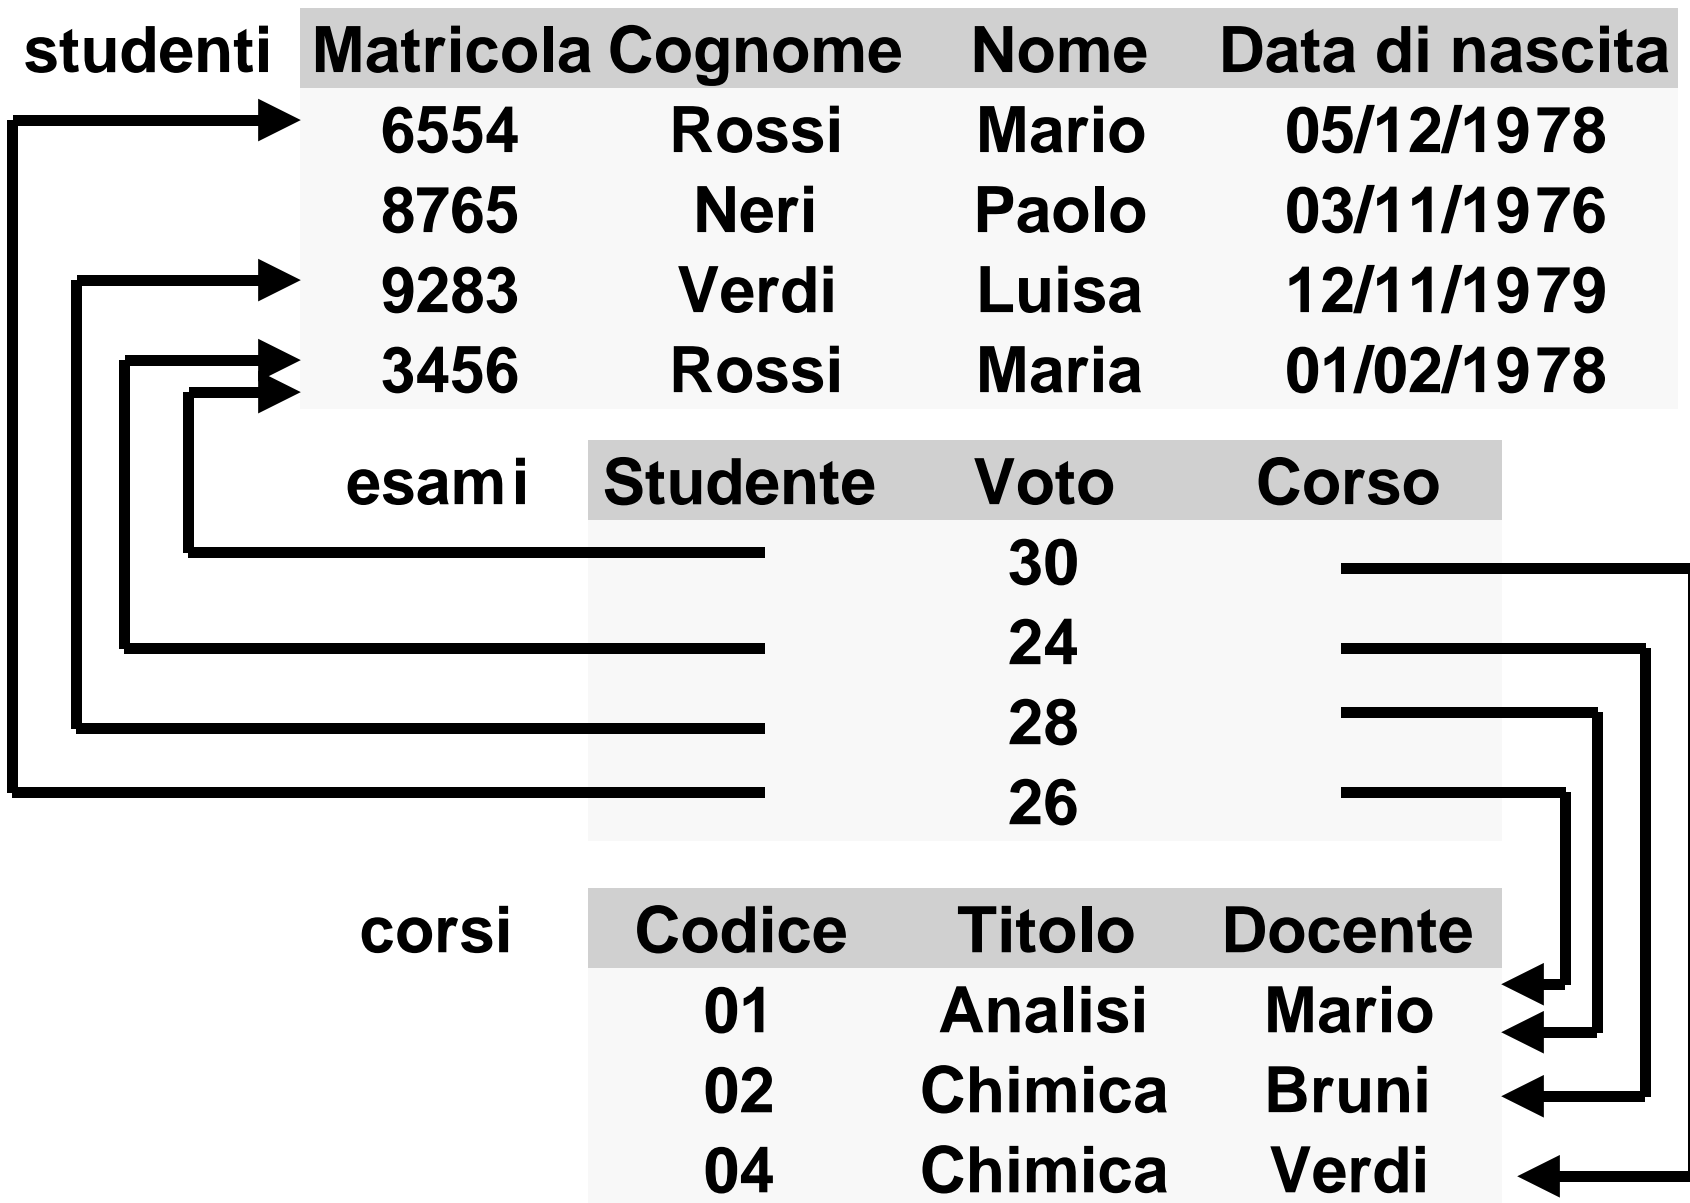 studenti Matricola Cognome Nome Data di nascita
6554 Rossi Mario 05/12/1978
8765 Neri Paolo 03/11/1976
9283 Verdi Luisa 12/11/1979
3456 Rossi Maria 01/02/1978
esami Studente Voto Corso
30
24
28
26
corsi Codice Titolo Docente
01 Analisi Mario
02 Chimica Bruni
04 Chimica Verdi